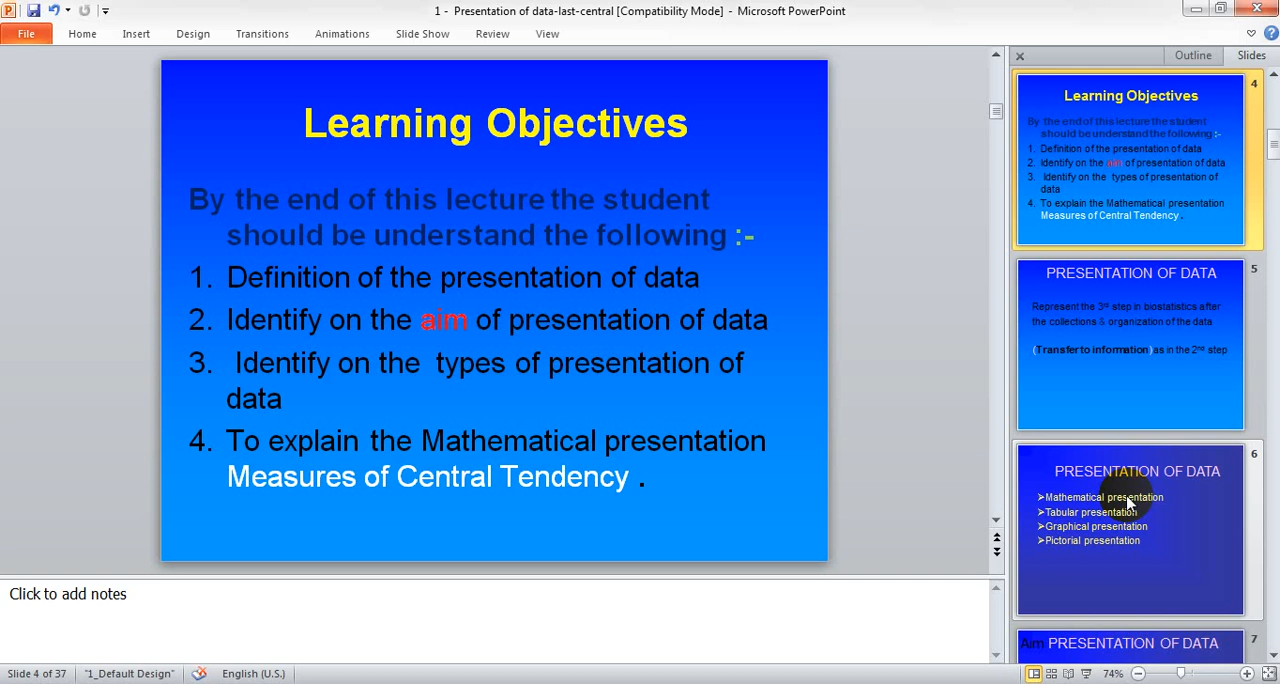 1 - Presentation of data-last-central [Compatibility Mode] - Microsoft PowerPoint
File Home Insert Design Transitions Animations Slide Show Review View
Learning Objectives
By the end of this lecture the student
should be understand the following :-
1. Definition of the presentation of data
2. Identify on the aim of presentation of data
3. Identify on the types of presentation of
data
4. To explain the Mathematical presentation
Measures of Central Tendency .
Click to add notes
Outline Slides
4
Learning Objectives
By the end of this lecture the student
should be understand the following :-
1. Definition of the presentation of data
2. Identify on the aim of presentation of data
3. Identify on the types of presentation of
data
4. To explain the Mathematical presentation
Measures of Central Tendency .
5
PRESENTATION OF DATA
Represent the 3rd step in biostatistics after
the collections & organization of the data
(Transfer to information) as in the 2nd step
6
PRESENTATION OF DATA
➢Mathematical presentation
➢Tabular presentation
➢Graphical presentation
➢Pictorial presentation
7
Aim PRESENTATION OF DATA
Slide 4 of 37 "1_Default Design" English (U.S.) 74%